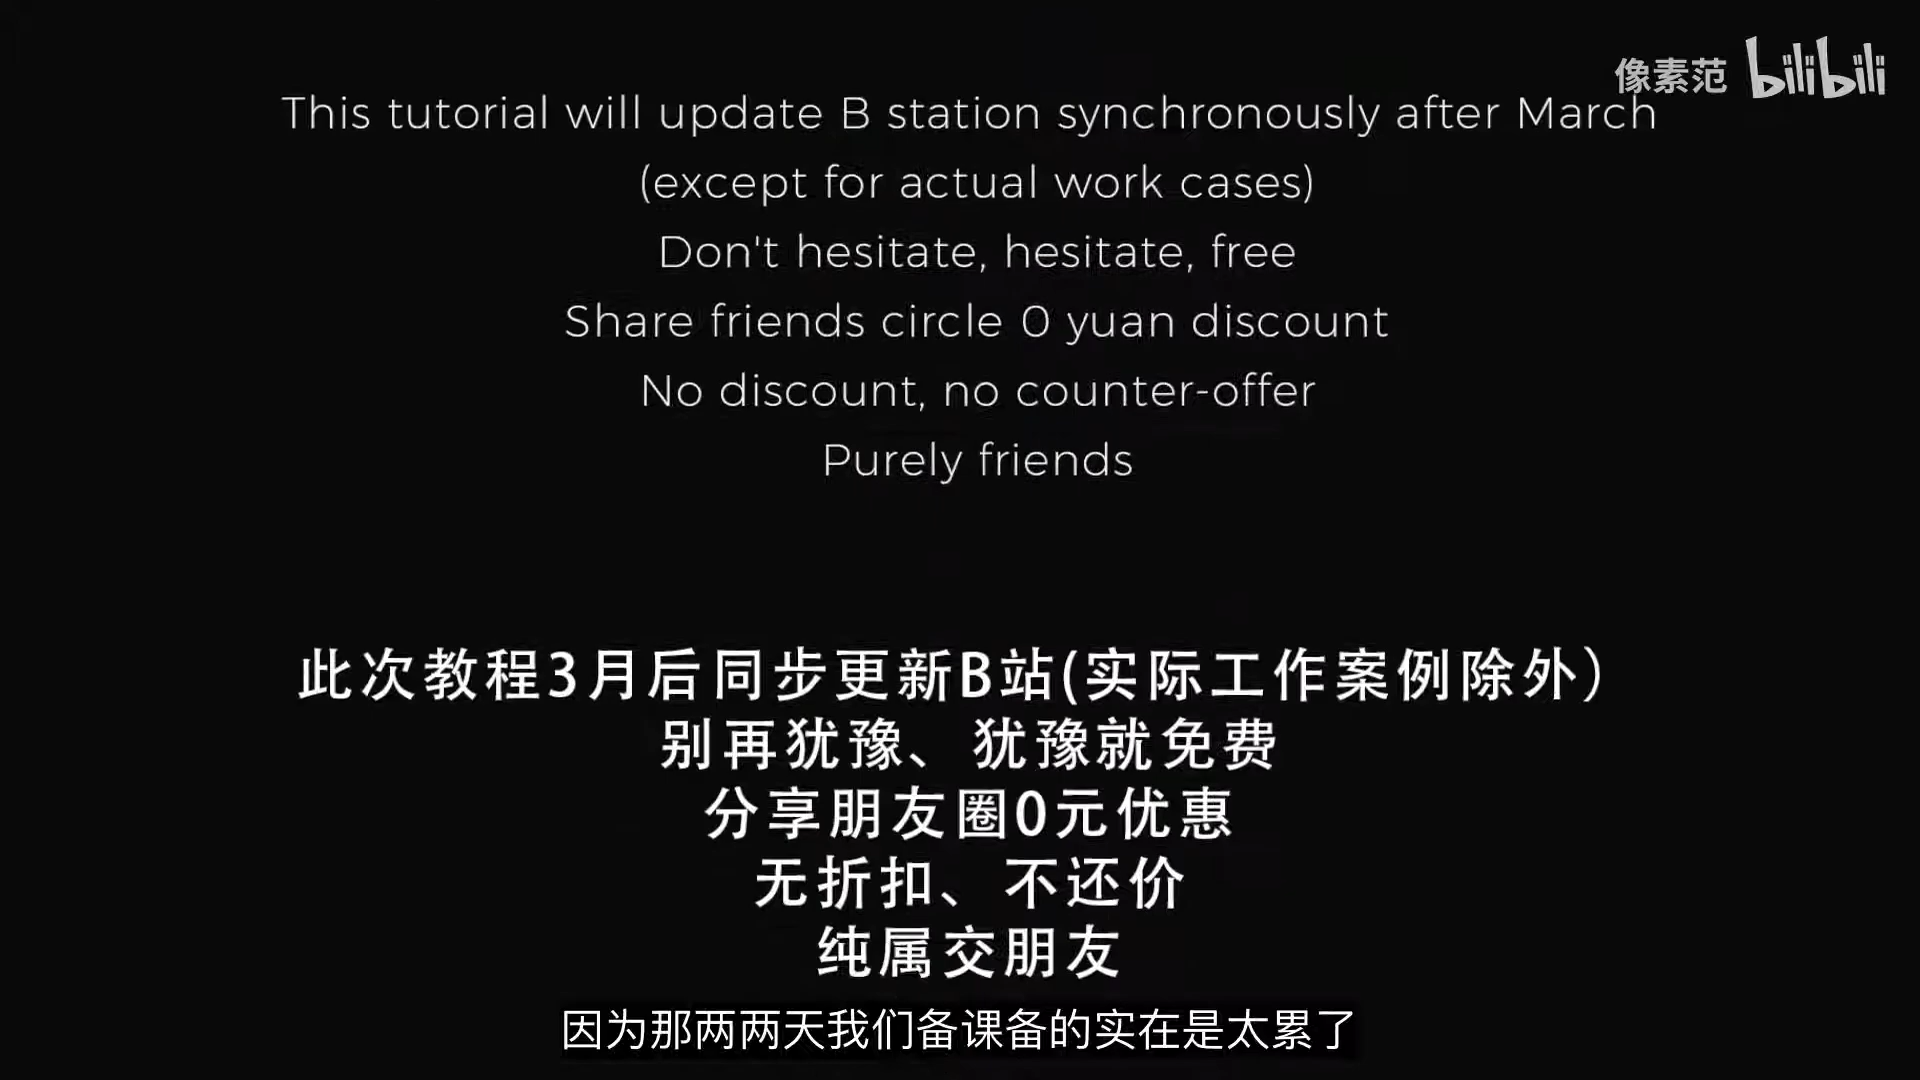 像素范 bilibili
This tutorial will update B station synchronously after March
(except for actual work cases)
Don't hesitate, hesitate, free
Share friends circle 0 yuan discount
No discount, no counter-offer
Purely friends
此次教程3月后同步更新B站(实际工作案例除外）
别再犹豫、犹豫就免费
分享朋友圈0元优惠
无折扣、不还价
纯属交朋友
因为那两两天我们备课备的实在是太累了